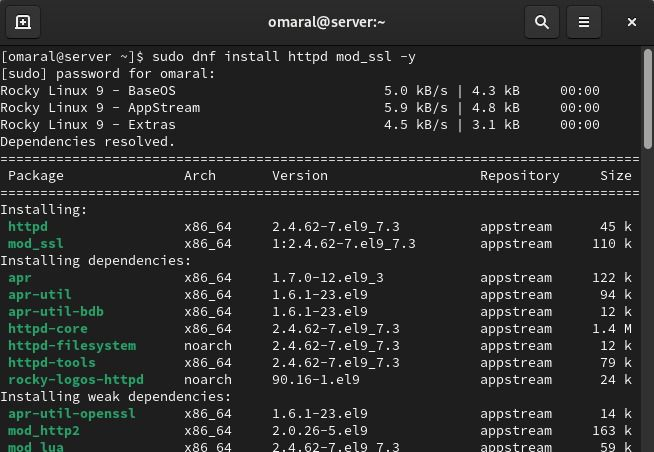 omaral@server:~
[omaral@server ~]$ sudo dnf install httpd mod_ssl -y
[sudo] password for omaral:
Rocky Linux 9 - BaseOS                          5.0 kB/s | 4.3 kB     00:00
Rocky Linux 9 - AppStream                       5.9 kB/s | 4.8 kB     00:00
Rocky Linux 9 - Extras                          4.5 kB/s | 3.1 kB     00:00
Dependencies resolved.
================================================================================
 Package               Arch       Version                   Repository     Size
================================================================================
Installing:
 httpd                 x86_64     2.4.62-7.el9_7.3          appstream      45 k
 mod_ssl               x86_64     1:2.4.62-7.el9_7.3        appstream     110 k
Installing dependencies:
 apr                   x86_64     1.7.0-12.el9_3            appstream     122 k
 apr-util              x86_64     1.6.1-23.el9              appstream      94 k
 apr-util-bdb          x86_64     1.6.1-23.el9              appstream      12 k
 httpd-core            x86_64     2.4.62-7.el9_7.3          appstream     1.4 M
 httpd-filesystem      noarch     2.4.62-7.el9_7.3          appstream      12 k
 httpd-tools           x86_64     2.4.62-7.el9_7.3          appstream      79 k
 rocky-logos-httpd     noarch     90.16-1.el9               appstream      24 k
Installing weak dependencies:
 apr-util-openssl      x86_64     1.6.1-23.el9              appstream      14 k
 mod_http2             x86_64     2.0.26-5.el9              appstream     163 k
 mod_lua               x86_64     2.4.62-7.el9_7.3          appstream      59 k